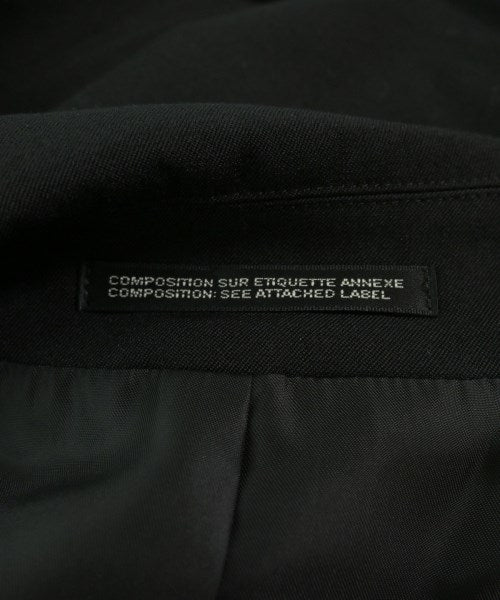 COMPOSITION SUR ETIQUETTE ANNEXE
COMPOSITION: SEE ATTACHED LABEL